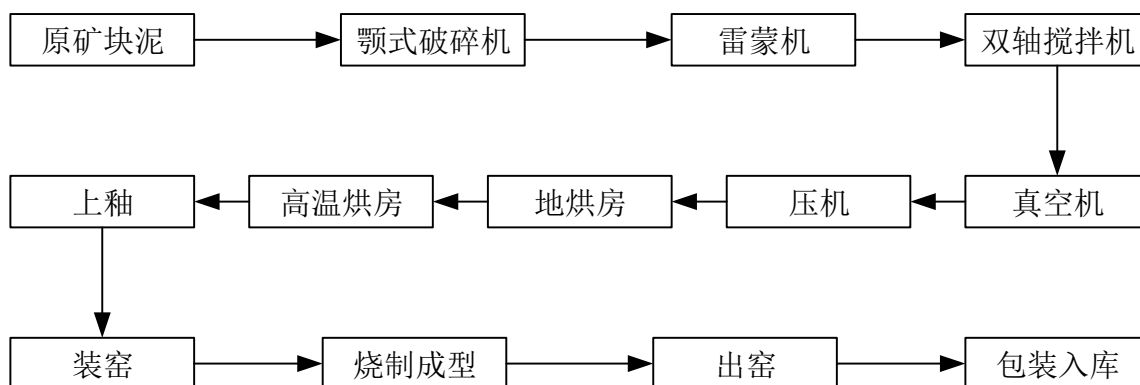 原矿块泥
颚式破碎机
雷蒙机
双轴搅拌机
上釉
高温烘房
地烘房
压机
真空机
装窑
烧制成型
出窑
包装入库